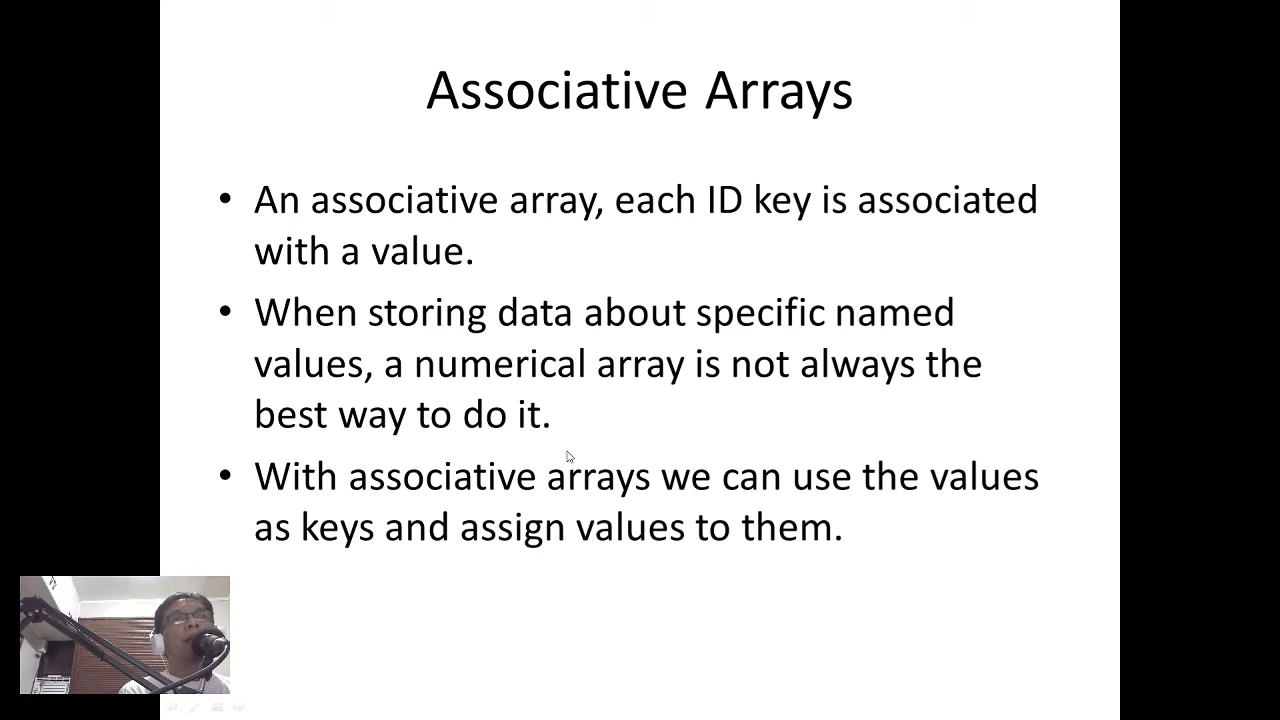 Associative Arrays
• An associative array, each ID key is associated
with a value.
• When storing data about specific named
values, a numerical array is not always the
best way to do it.
• With associative arrays we can use the values
as keys and assign values to them.